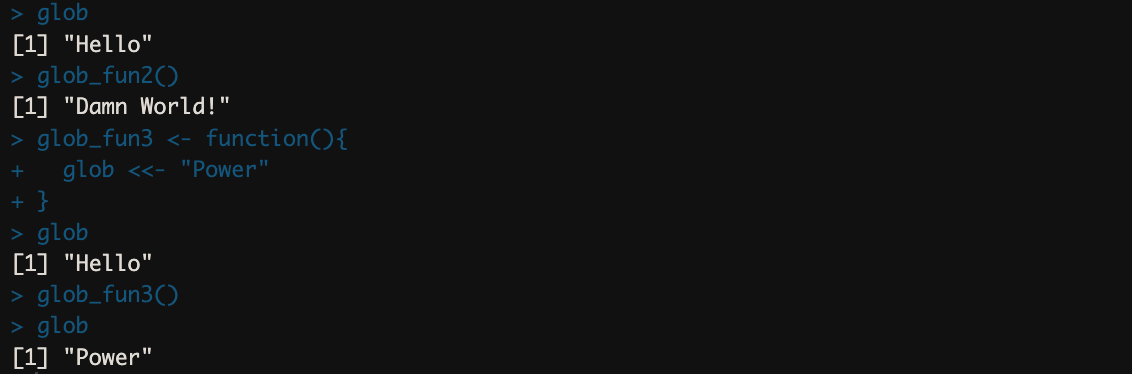 > glob
[1] "Hello"
> glob_fun2()
[1] "Damn World!"
> glob_fun3 <- function(){
+   glob <<- "Power"
+ }
> glob
[1] "Hello"
> glob_fun3()
> glob
[1] "Power"